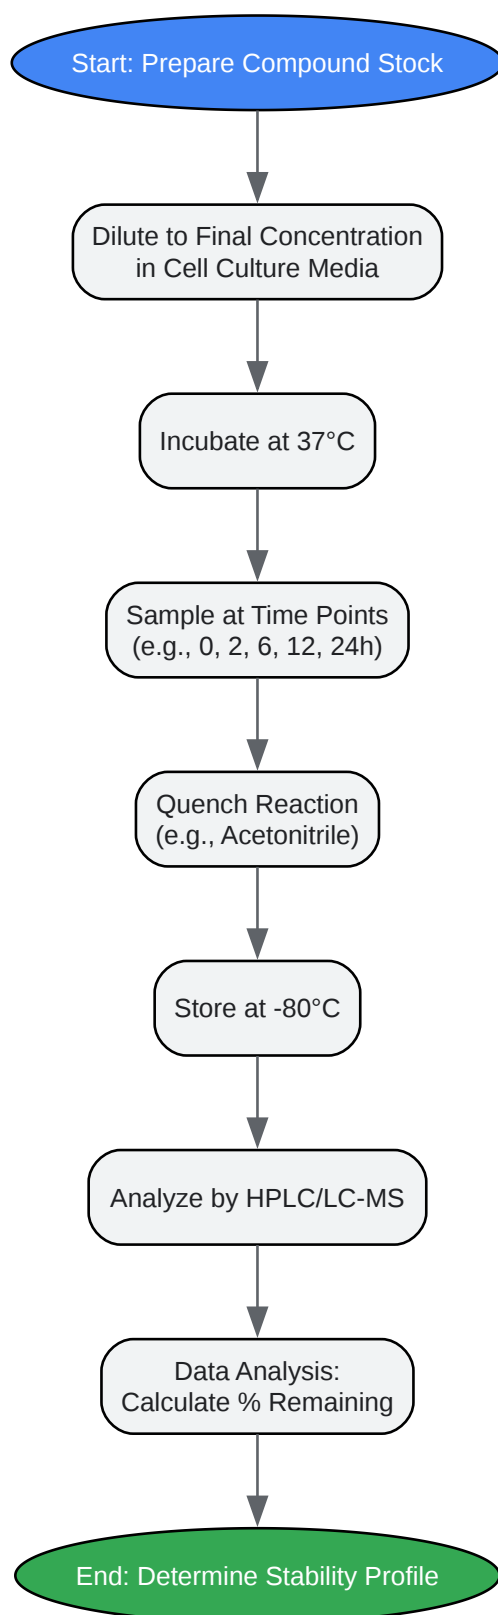 Start: Prepare Compound Stock
Dilute to Final Concentration
in Cell Culture Media
Incubate at 37°C
Sample at Time Points
(e.g., 0, 2, 6, 12, 24h)
Quench Reaction
(e.g., Acetonitrile)
Store at -80°C
Analyze by HPLC/LC-MS
Data Analysis:
Calculate % Remaining
End: Determine Stability Profile